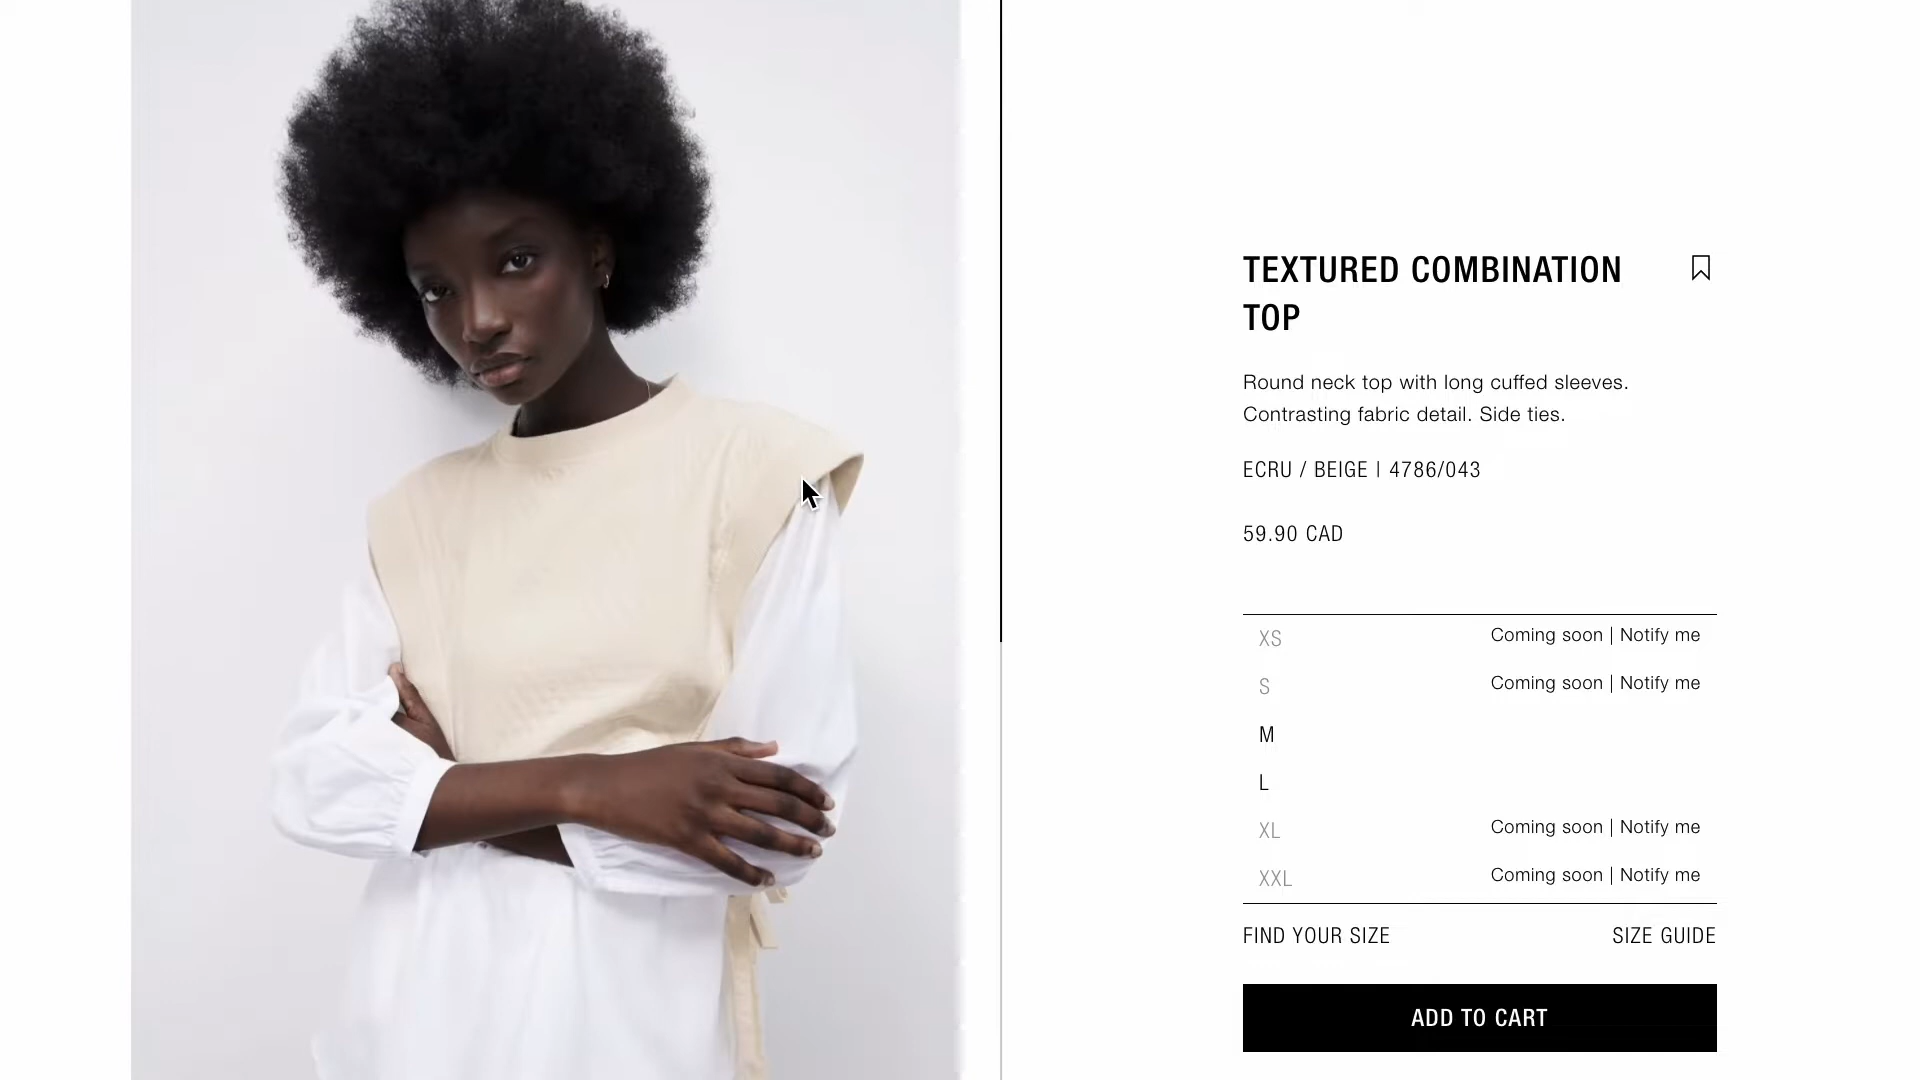 TEXTURED COMBINATION
TOP
Round neck top with long cuffed sleeves.
Contrasting fabric detail. Side ties.
ECRU / BEIGE | 4786/043
59.90 CAD
XS Coming soon | Notify me
S Coming soon | Notify me
M
L
XL Coming soon | Notify me
XXL Coming soon | Notify me
FIND YOUR SIZE SIZE GUIDE
ADD TO CART